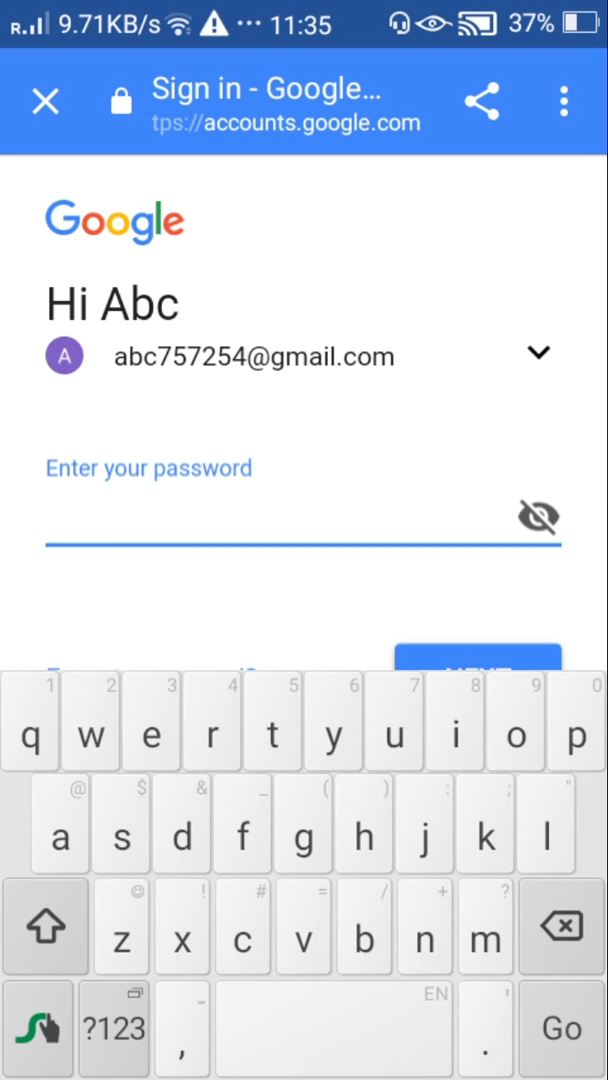 R 9.71KB/s ... 11:35 37%
Sign in - Google...
tps://accounts.google.com
Google
Hi Abc
A abc757254@gmail.com
Enter your password
NEXT
1 2 3 4 5 6 7 8 9 0
q w e r t y u i o p
@ $ & _ ( ) : ; "
a s d f g h j k l
! # = / + ?
z x c v b n m
_ EN '
?123 , . Go